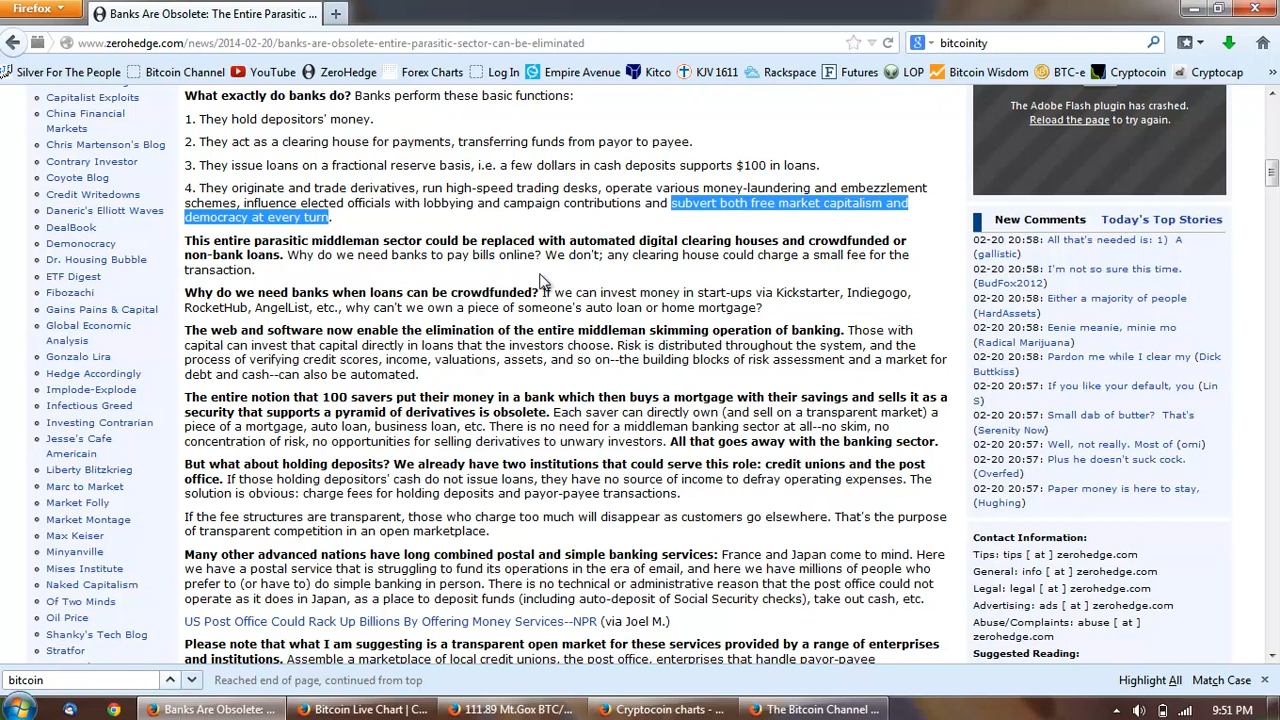 Firefox
Banks Are Obsolete: The Entire Parasitic ...
www.zerohedge.com/news/2014-02-20/banks-are-obsolete-entire-parasitic-sector-can-be-eliminated
bitcoinity
Silver For The People Bitcoin Channel YouTube ZeroHedge Forex Charts Log In Empire Avenue Kitco KJV 1611 Rackspace Futures LOP Bitcoin Wisdom BTC-e Cryptocoin Cryptocap »
Capitalist Exploits
China Financial
Markets
Chris Martenson's Blog
Contrary Investor
Coyote Blog
Credit Writedowns
Daneric's Elliott Waves
DealBook
Demonocracy
Dr. Housing Bubble
ETF Digest
Fibozachi
Gains Pains & Capital
Global Economic
Analysis
Gonzalo Lira
Hedge Accordingly
Implode-Explode
Infectious Greed
Investing Contrarian
Jesse's Cafe
Americain
Liberty Blitzkrieg
Marc to Market
Market Folly
Market Montage
Max Keiser
Minyanville
Mises Institute
Naked Capitalism
Of Two Minds
Oil Price
Shanky's Tech Blog
Stratfor
What exactly do banks do? Banks perform these basic functions:
1. They hold depositors' money.
2. They act as a clearing house for payments, transferring funds from payor to payee.
3. They issue loans on a fractional reserve basis, i.e. a few dollars in cash deposits supports $100 in loans.
4. They originate and trade derivatives, run high-speed trading desks, operate various money-laundering and embezzlement
schemes, influence elected officials with lobbying and campaign contributions and subvert both free market capitalism and
democracy at every turn.
This entire parasitic middleman sector could be replaced with automated digital clearing houses and crowdfunded or
non-bank loans. Why do we need banks to pay bills online? We don't; any clearing house could charge a small fee for the
transaction.
Why do we need banks when loans can be crowdfunded? If we can invest money in start-ups via Kickstarter, Indiegogo,
RocketHub, AngelList, etc., why can't we own a piece of someone's auto loan or home mortgage?
The web and software now enable the elimination of the entire middleman skimming operation of banking. Those with
capital can invest that capital directly in loans that the investors choose. Risk is distributed throughout the system, and the
process of verifying credit scores, income, valuations, assets, and so on--the building blocks of risk assessment and a market for
debt and cash--can also be automated.
The entire notion that 100 savers put their money in a bank which then buys a mortgage with their savings and sells it as a
security that supports a pyramid of derivatives is obsolete. Each saver can directly own (and sell on a transparent market) a
piece of a mortgage, auto loan, business loan, etc. There is no need for a middleman banking sector at all--no skim, no
concentration of risk, no opportunities for selling derivatives to unwary investors. All that goes away with the banking sector.
But what about holding deposits? We already have two institutions that could serve this role: credit unions and the post
office. If those holding depositors' cash do not issue loans, they have no source of income to defray operating expenses. The
solution is obvious: charge fees for holding deposits and payor-payee transactions.
If the fee structures are transparent, those who charge too much will disappear as customers go elsewhere. That's the purpose
of transparent competition in an open marketplace.
Many other advanced nations have long combined postal and simple banking services: France and Japan come to mind. Here
we have a postal service that is struggling to fund its operations in the era of email, and here we have millions of people who
prefer to (or have to) do simple banking in person. There is no technical or administrative reason that the post office could not
operate as it does in Japan, as a place to deposit funds (including auto-deposit of Social Security checks), take out cash, etc.
US Post Office Could Rack Up Billions By Offering Money Services--NPR (via Joel M.)
Please note that what I am suggesting is a transparent open market for these services provided by a range of enterprises
and institutions. Assemble a marketplace of local credit unions, the post office, enterprises that handle payor-payee
The Adobe Flash plugin has crashed.
Reload the page to try again.
New Comments Today's Top Stories
02-20 20:58: All that's needed is: 1) A
(gallistic)
02-20 20:58: I'm not so sure this time.
(BudFox2012)
02-20 20:58: Either a majority of people
(HardAssets)
02-20 20:58: Eenie meanie, minie mo
(Radical Marijuana)
02-20 20:58: Pardon me while I clear my (Dick
Buttkiss)
02-20 20:57: If you like your default, you (Lin
S)
02-20 20:57: Small dab of butter? That's
(Serenity Now)
02-20 20:57: Well, not really. Most of (omi)
02-20 20:57: Plus he doesn't suck cock.
(Overfed)
02-20 20:57: Paper money is here to stay,
(Hughing)
Contact Information:
Tips: tips [ at ] zerohedge.com
General: info [ at ] zerohedge.com
Legal: legal [ at ] zerohedge.com
Advertising: ads [ at ] zerohedge.com
Abuse/Complaints: abuse [ at ]
zerohedge.com
Suggested Reading:
bitcoin Reached end of page, continued from top Highlight All Match Case
Banks Are Obsolete: ... Bitcoin Live Chart | C... 111.89 Mt.Gox BTC/... Cryptocoin charts - ... The Bitcoin Channel ... 9:51 PM